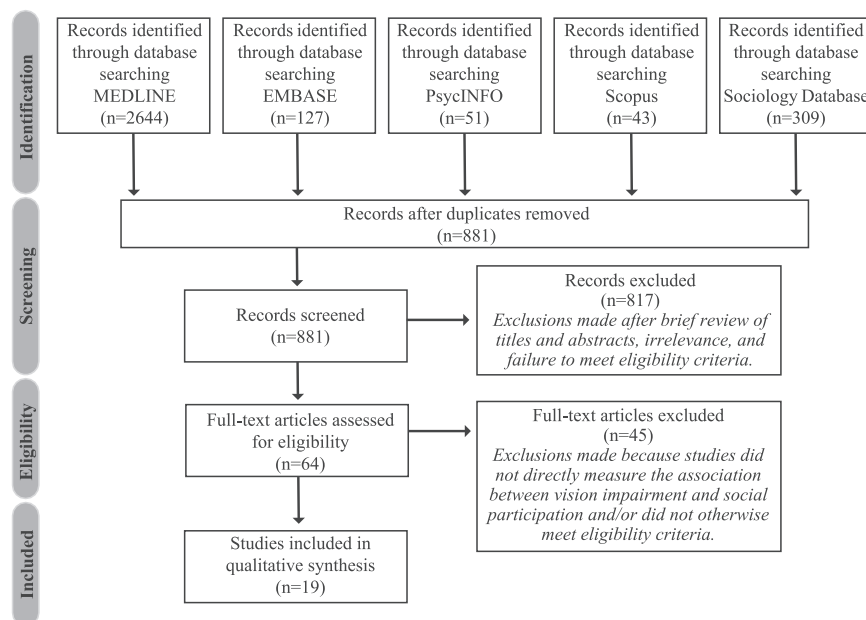 Identification
Records identified
through database
searching
MEDLINE
(n=2644)
Records identified
through database
searching
EMBASE
(n=127)
Records identified
through database
searching
PsycINFO
(n=51)
Records identified
through database
searching
Scopus
(n=43)
Records identified
through database
searching
Sociology Database
(n=309)
Screening
Records after duplicates removed
(n=881)
Records screened
(n=881)
Records excluded
(n=817)
Exclusions made after brief review of
titles and abstracts, irrelevance, and
failure to meet eligibility criteria.
Eligibility
Full-text articles assessed
for eligibility
(n=64)
Full-text articles excluded
(n=45)
Exclusions made because studies did
not directly measure the association
between vision impairment and social
participation and/or did not otherwise
meet eligibility criteria.
Included
Studies included in
qualitative synthesis
(n=19)